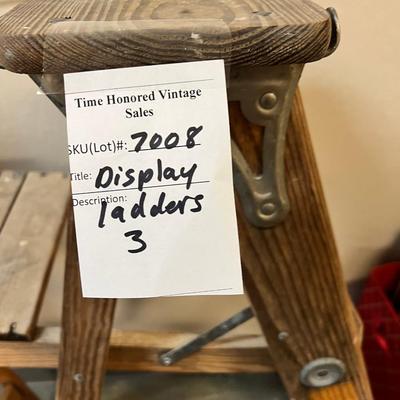 Time Honored Vintage
Sales
SKU(Lot)#: 7008
Title: Display
Description: ladders
3